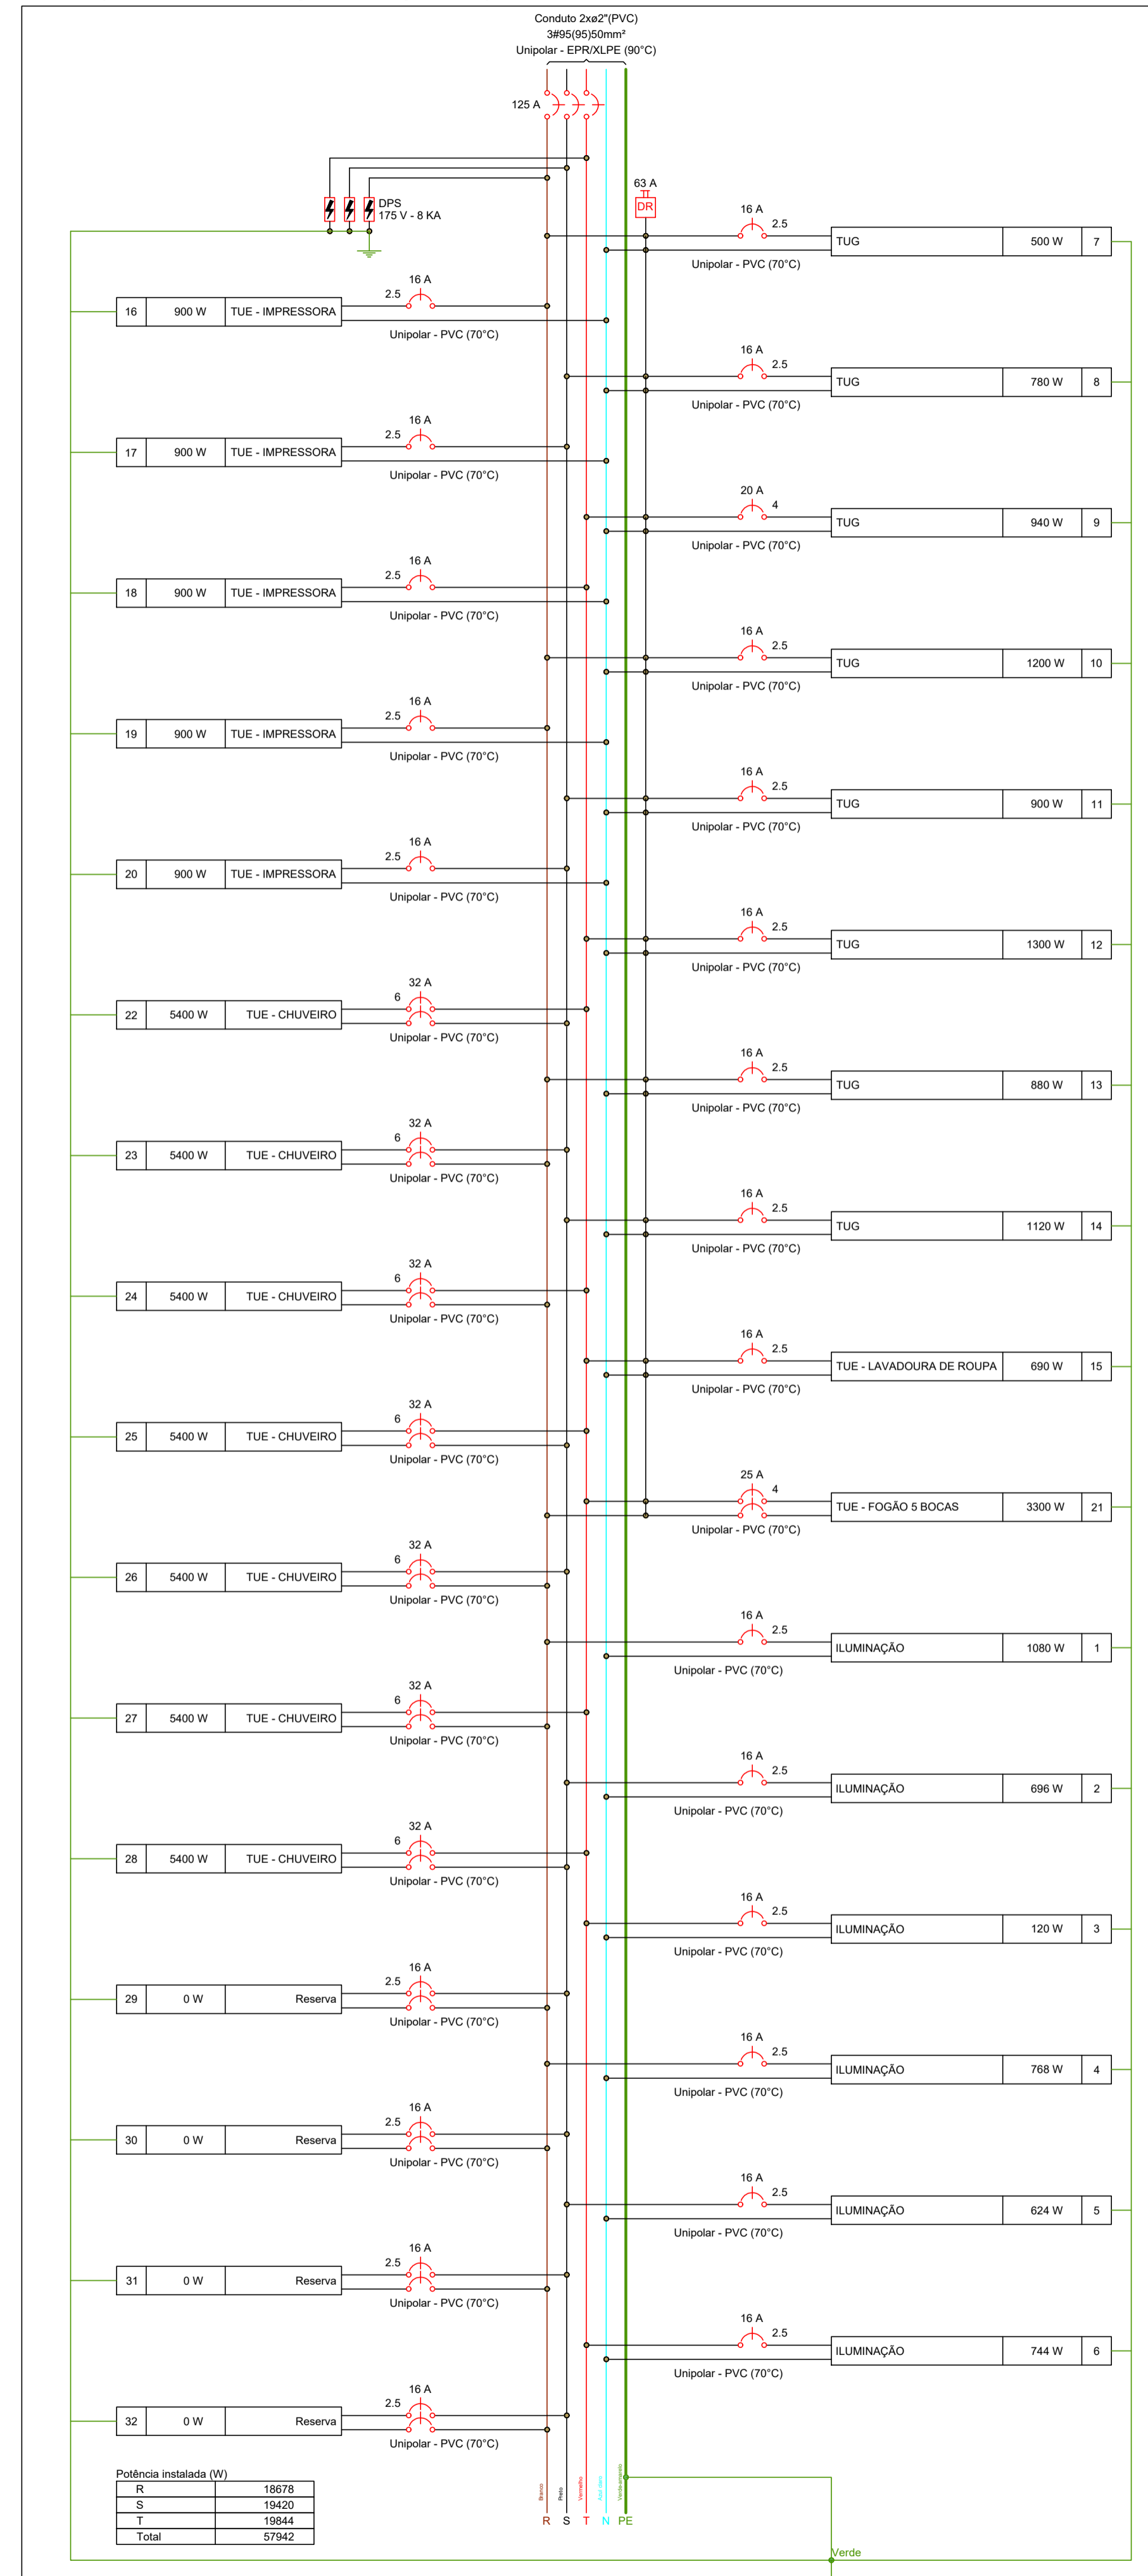 Conduto 2xø2"(PVC)
3#95(95)50mm²
Unipolar - EPR/XLPE (90°C)
125 A
DPS
175 V - 8 KA
63 A
DR
16 A
2.5
TUG 500 W 7
Unipolar - PVC (70°C)
16 A
2.5
16 900 W TUE - IMPRESSORA
Unipolar - PVC (70°C)
16 A
2.5
TUG 780 W 8
Unipolar - PVC (70°C)
16 A
2.5
17 900 W TUE - IMPRESSORA
Unipolar - PVC (70°C)
20 A
4
TUG 940 W 9
Unipolar - PVC (70°C)
16 A
2.5
18 900 W TUE - IMPRESSORA
Unipolar - PVC (70°C)
16 A
2.5
TUG 1200 W 10
Unipolar - PVC (70°C)
16 A
2.5
19 900 W TUE - IMPRESSORA
Unipolar - PVC (70°C)
16 A
2.5
TUG 900 W 11
Unipolar - PVC (70°C)
16 A
2.5
20 900 W TUE - IMPRESSORA
Unipolar - PVC (70°C)
16 A
2.5
TUG 1300 W 12
Unipolar - PVC (70°C)
32 A
6
22 5400 W TUE - CHUVEIRO
Unipolar - PVC (70°C)
16 A
2.5
TUG 880 W 13
Unipolar - PVC (70°C)
32 A
6
23 5400 W TUE - CHUVEIRO
Unipolar - PVC (70°C)
16 A
2.5
TUG 1120 W 14
Unipolar - PVC (70°C)
32 A
6
24 5400 W TUE - CHUVEIRO
Unipolar - PVC (70°C)
16 A
2.5
TUE - LAVADOURA DE ROUPA 690 W 15
Unipolar - PVC (70°C)
32 A
6
25 5400 W TUE - CHUVEIRO
Unipolar - PVC (70°C)
25 A
4
TUE - FOGÃO 5 BOCAS 3300 W 21
Unipolar - PVC (70°C)
32 A
6
26 5400 W TUE - CHUVEIRO
Unipolar - PVC (70°C)
16 A
2.5
ILUMINAÇÃO 1080 W 1
Unipolar - PVC (70°C)
32 A
6
27 5400 W TUE - CHUVEIRO
Unipolar - PVC (70°C)
16 A
2.5
ILUMINAÇÃO 696 W 2
Unipolar - PVC (70°C)
32 A
6
28 5400 W TUE - CHUVEIRO
Unipolar - PVC (70°C)
16 A
2.5
ILUMINAÇÃO 120 W 3
Unipolar - PVC (70°C)
16 A
2.5
29 0 W Reserva
Unipolar - PVC (70°C)
16 A
2.5
ILUMINAÇÃO 768 W 4
Unipolar - PVC (70°C)
16 A
2.5
30 0 W Reserva
Unipolar - PVC (70°C)
16 A
2.5
ILUMINAÇÃO 624 W 5
Unipolar - PVC (70°C)
16 A
2.5
31 0 W Reserva
Unipolar - PVC (70°C)
16 A
2.5
ILUMINAÇÃO 744 W 6
Unipolar - PVC (70°C)
16 A
2.5
32 0 W Reserva
Unipolar - PVC (70°C)
Potência instalada (W)
R 18678
S 19420
T 19844
Total 57942
Branco
Preto
Vermelho
Azul claro
Verde-amarelo
R S T N PE
Verde